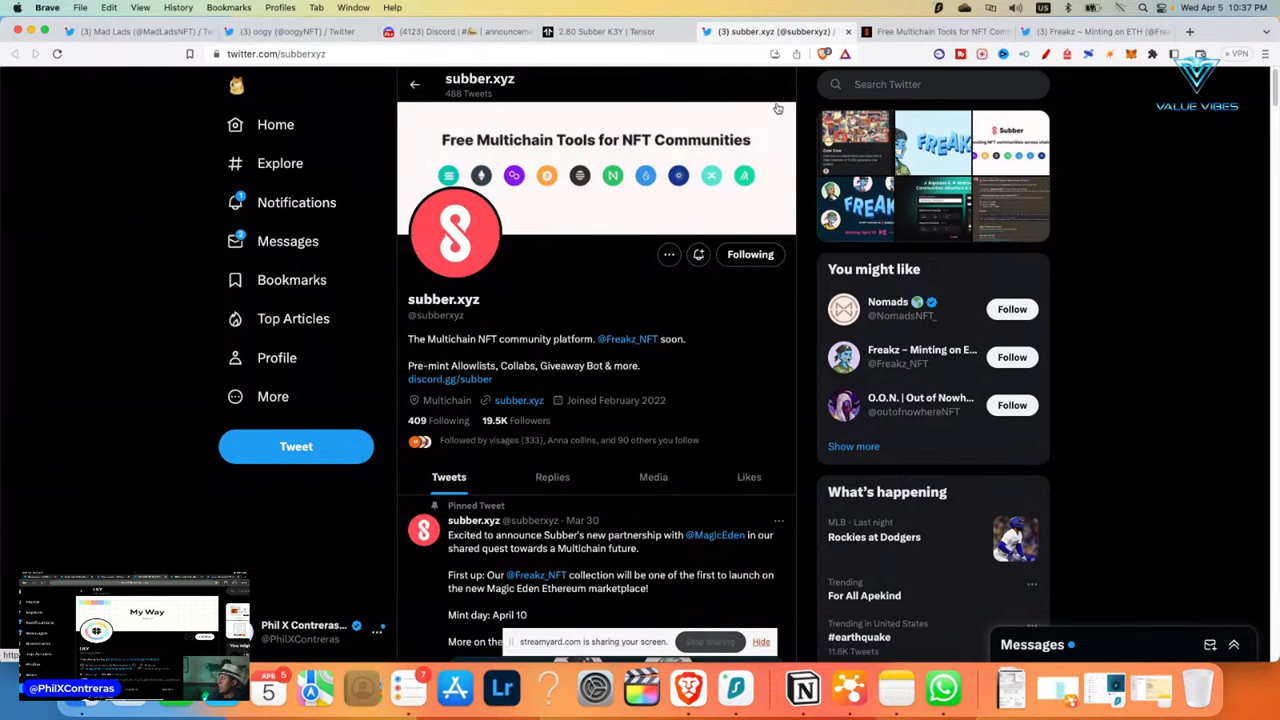 Brave File Edit View History Bookmarks Profiles Tab Window Help
US
Wed Apr 5 10:37 PM
(3) Mad Lads (@MadLadsNFT) / Tw
(3) oogy (@oogyNFT) / Twitter
(4123) Discord | announceme
2.80 Subber K3Y | Tensor
(3) subber.xyz (@subberxyz) /
Free Multichain Tools for NFT Com
(3) Freakz ~ Minting on ETH (@Frea
twitter.com/subberxyz
VPN
VALUE VIBES
subber.xyz
488 Tweets
Search Twitter
Home
Explore
Notifications
Messages
Bookmarks
Top Articles
Profile
More
Tweet
Free Multichain Tools for NFT Communities
Following
subber.xyz
@subberxyz
The Multichain NFT community platform. @Freakz_NFT soon.
Pre-mint Allowlists, Collabs, Giveaway Bot & more.
discord.gg/subber
Multichain subber.xyz Joined February 2022
409 Following 19.5K Followers
Followed by visages (333), Anna collins, and 90 others you follow
Tweets Replies Media Likes
Pinned Tweet
subber.xyz @subberxyz · Mar 30
Excited to announce Subber's new partnership with @MagicEden in our
shared quest towards a Multichain future.
First up: Our @Freakz_NFT collection will be one of the first to launch on
the new Magic Eden Ethereum marketplace!
Mint day: April 10
More on the
streamyard.com is sharing your screen.
Stop sharing
Hide
Subber
You might like
Nomads
@NomadsNFT_
Follow
Freakz ~ Minting on E...
@Freakz_NFT
Follow
O.O.N. | Out of Nowh...
@outofnowhereNFT
Follow
Show more
What's happening
MLB · Last night
Rockies at Dodgers
Trending
For All Apekind
Trending in United States
#earthquake
11.6K Tweets
Messages
Phil X Contreras...
@PhilXContreras
My Way
@PhilXContreras
APR
5
5
7
Lr